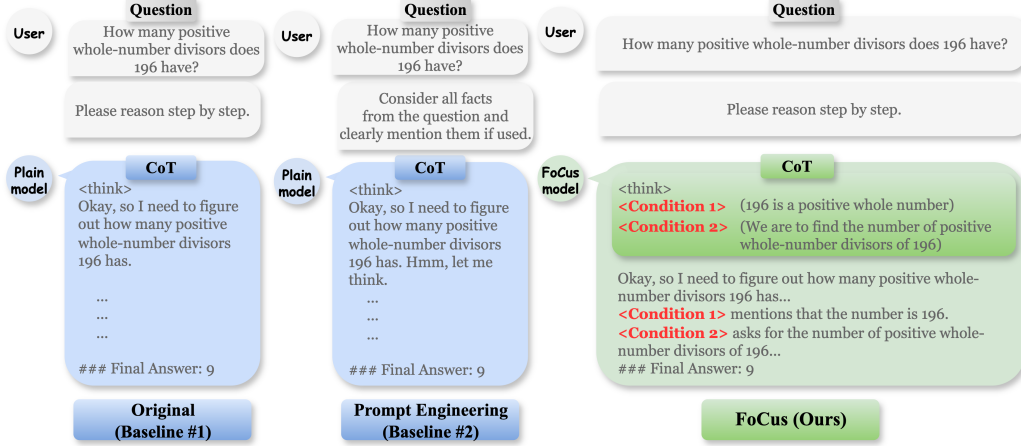 Question
User
How many positive
whole-number divisors does
196 have?
Please reason step by step.
Plain
model
CoT
<think>
Okay, so I need to figure
out how many positive
whole-number divisors
196 has.
...
...
...
### Final Answer: 9
Original
(Baseline #1)
Question
User
How many positive
whole-number divisors does
196 have?
Consider all facts
from the question and
clearly mention them if used.
Plain
model
CoT
<think>
Okay, so I need to figure
out how many positive
whole-number divisors
196 has. Hmm, let me
think.
...
...
...
### Final Answer: 9
Prompt Engineering
(Baseline #2)
Question
User
How many positive whole-number divisors does 196 have?
Please reason step by step.
FoCus
model
CoT
<think>
<Condition 1> (196 is a positive whole number)
<Condition 2> (We are to find the number of positive
whole-number divisors of 196)
Okay, so I need to figure out how many positive whole-
number divisors 196 has...
<Condition 1> mentions that the number is 196.
<Condition 2> asks for the number of positive whole-
number divisors of 196...
### Final Answer: 9
FoCus (Ours)